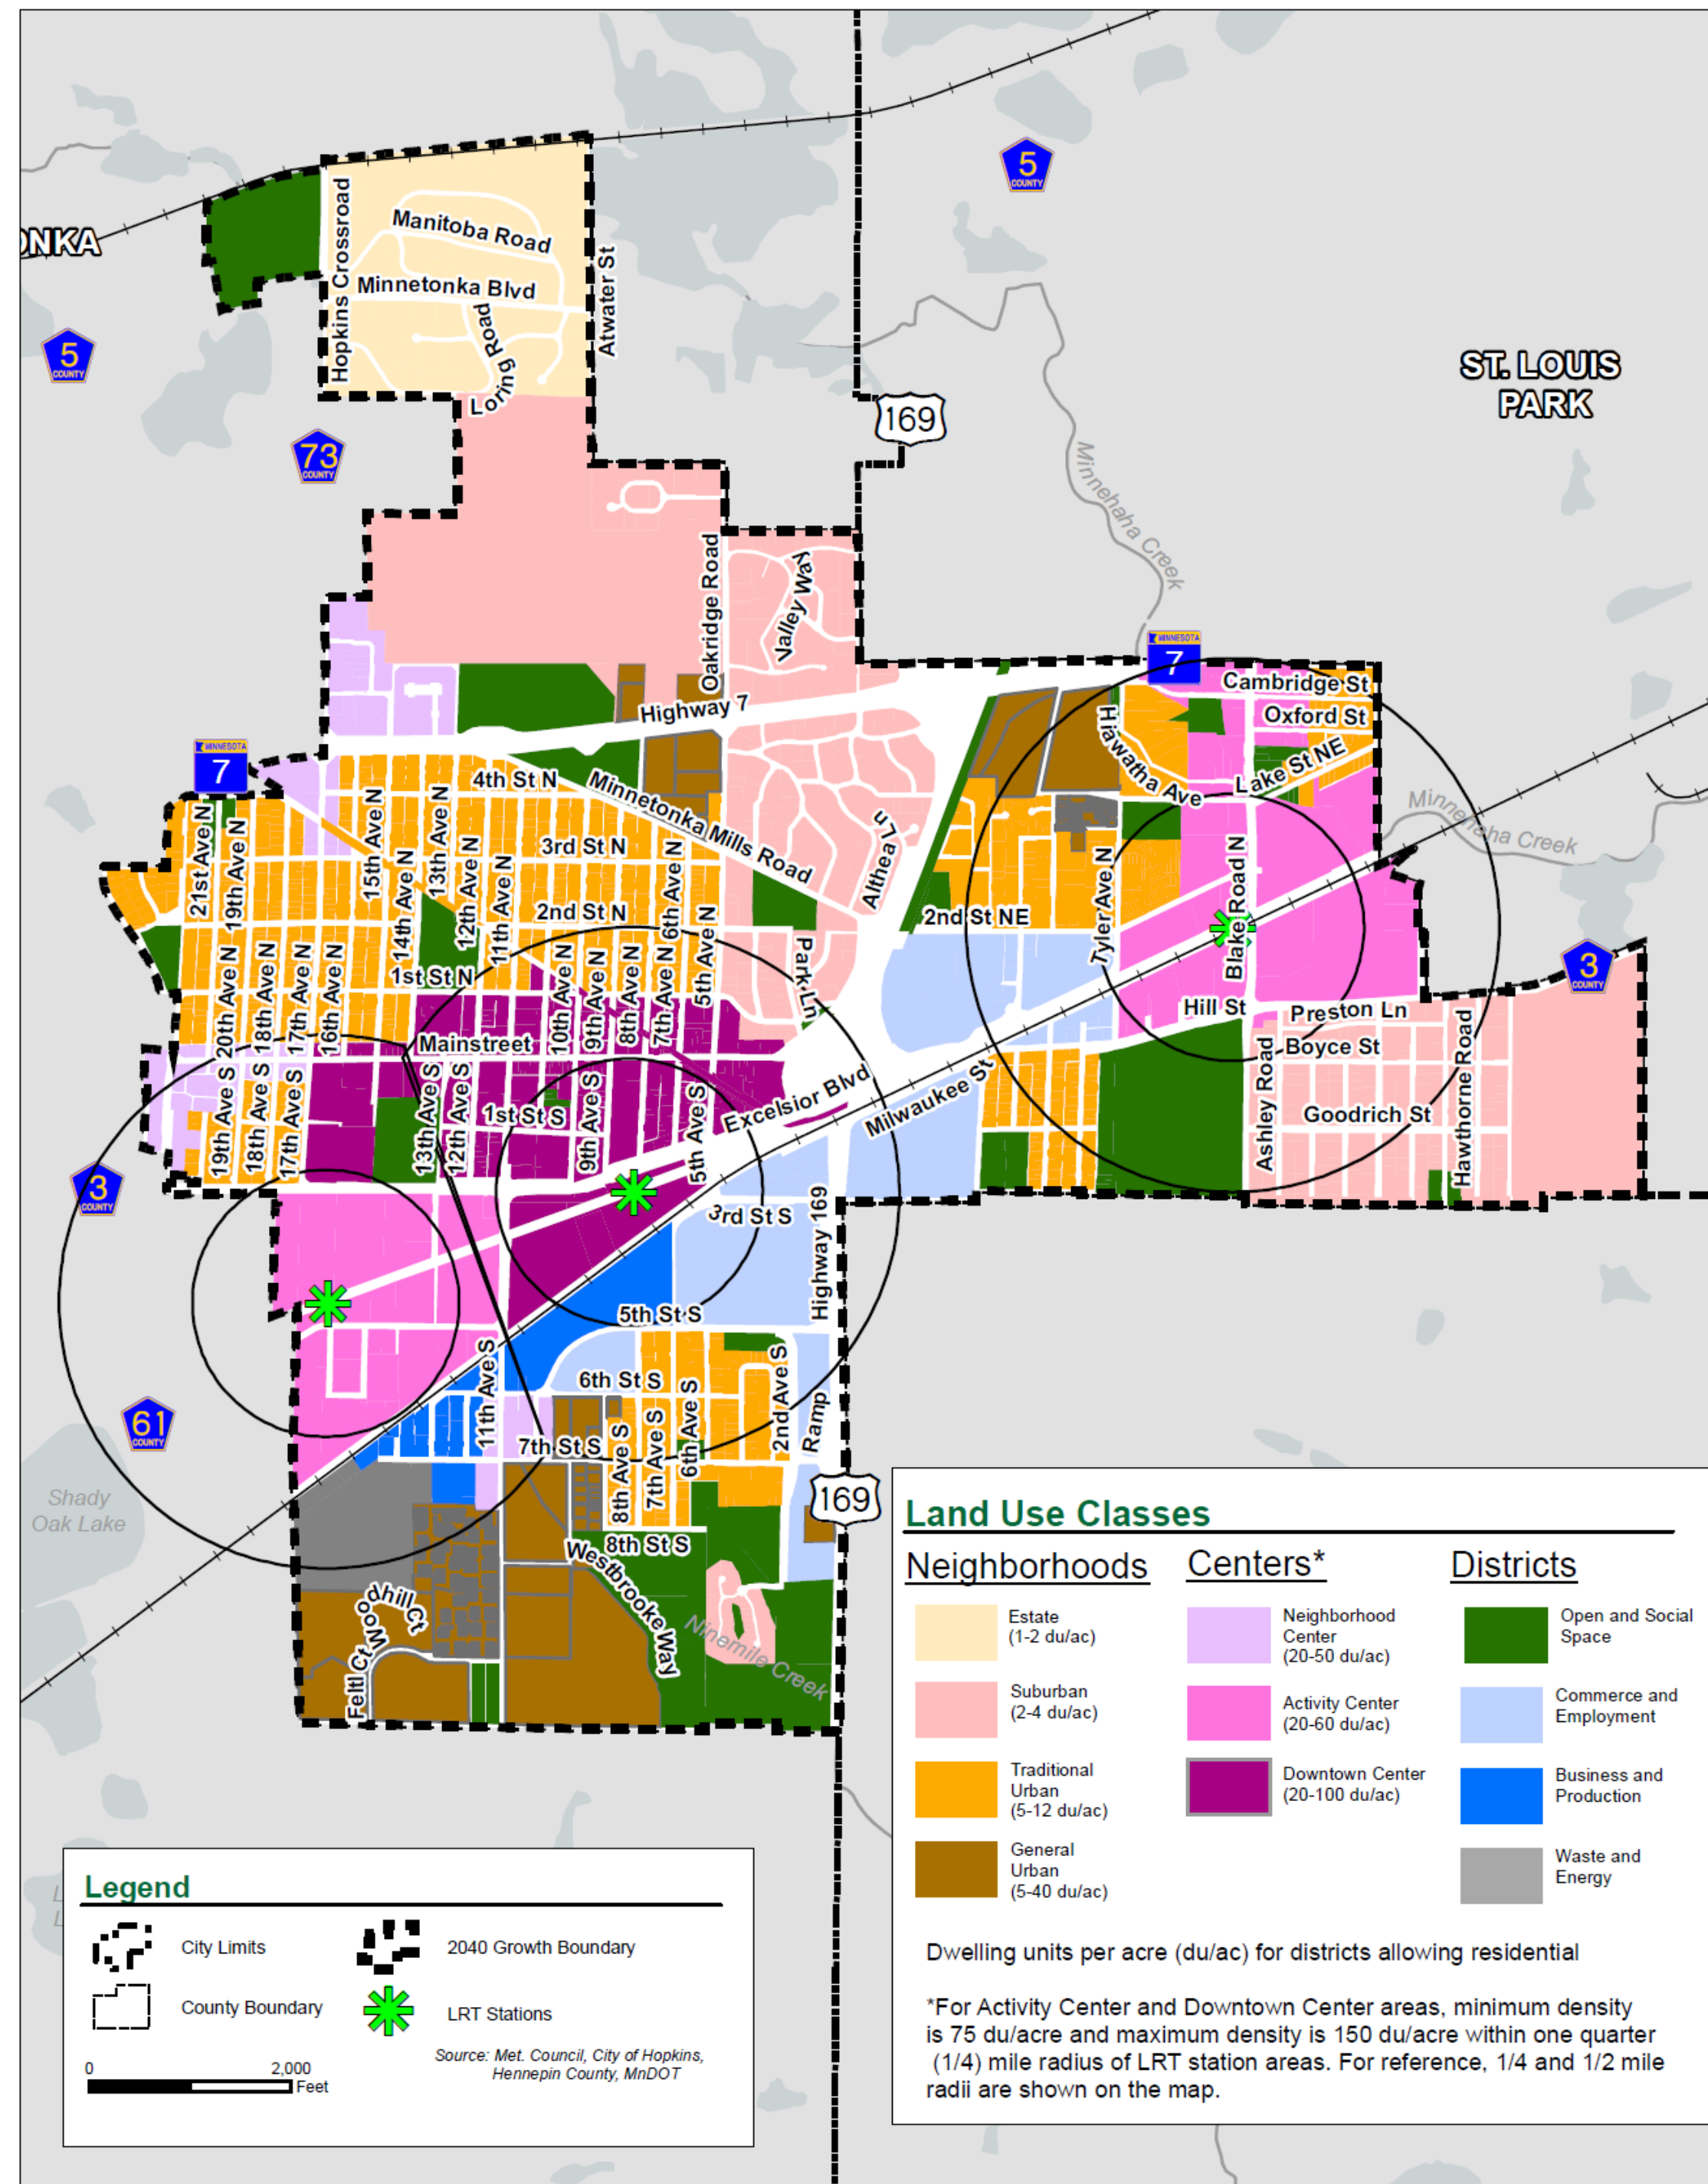 ONKA
5
COUNTY
5
COUNTY
ST. LOUIS
PARK
169
73
COUNTY
Hopkins Crossroad
Manitoba Road
Minnetonka Blvd
Loring Road
Atwater St
Minnehaha Creek
Oakridge Road
Valley Way
MINNESOTA
7
Cambridge St
Oxford St
Lake St NE
Hiawatha Ave
Highway 7
MINNESOTA
7
4th St N
Minnetonka Mills Road
3rd St N
2nd St N
1st St N
21st Ave N
19th Ave N
15th Ave N
14th Ave N
13th Ave N
12th Ave N
11th Ave N
6th Ave N
5th Ave N
Althea Ln
Park Ln
2nd St NE
Tyler Ave N
Blake Road N
Minnehaha Creek
20th Ave N
18th Ave N
17th Ave N
16th Ave N
10th Ave N
9th Ave N
8th Ave N
7th Ave N
Mainstreet
Hill St
Preston Ln
Boyce St
Goodrich St
Ashley Road
Hawthorne Road
3
COUNTY
19th Ave S
18th Ave S
17th Ave S
13th Ave S
12th Ave S
1st St S
9th Ave S
5th Ave S
Excelsior Blvd
Milwaukee St
3
COUNTY
3rd St S
Highway 169
5th St S
6th St S
11th Ave S
7th St S
8th Ave S
7th Ave S
6th Ave S
2nd Ave S
Ramp
61
COUNTY
169
Shady
Oak Lake
8th St S
Westbrooke Way
Ninemile Creek
Woodhill Ct
Feltl Ct
Land Use Classes
Neighborhoods
Estate
(1-2 du/ac)
Suburban
(2-4 du/ac)
Traditional
Urban
(5-12 du/ac)
General
Urban
(5-40 du/ac)
Centers*
Neighborhood
Center
(20-50 du/ac)
Activity Center
(20-60 du/ac)
Downtown Center
(20-100 du/ac)
Districts
Open and Social
Space
Commerce and
Employment
Business and
Production
Waste and
Energy
Dwelling units per acre (du/ac) for districts allowing residential
*For Activity Center and Downtown Center areas, minimum density
is 75 du/acre and maximum density is 150 du/acre within one quarter
(1/4) mile radius of LRT station areas. For reference, 1/4 and 1/2 mile
radii are shown on the map.
Legend
City Limits
2040 Growth Boundary
County Boundary
LRT Stations
0 2,000
Feet
Source: Met. Council, City of Hopkins,
Hennepin County, MnDOT